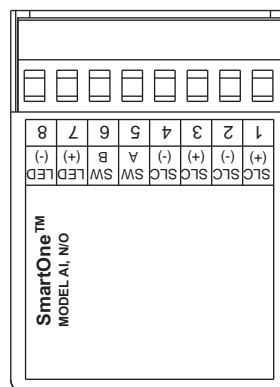 8 7 6 5 4 3 2 1
(-) (+) B A (-) (+) (-) (+)
LED LED SW SW SLC SLC SLC SLC
SmartOne™
MODEL AI, N/O